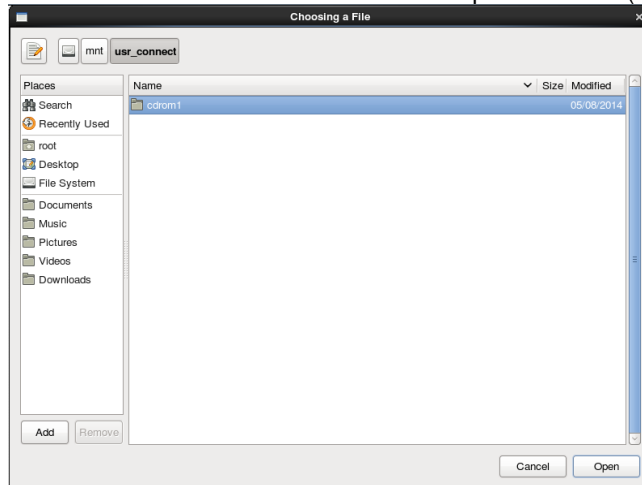 Choosing a File
mnt usr_connect
Places
Search
Recently Used
root
Desktop
File System
Documents
Music
Pictures
Videos
Downloads
Add Remove
Name Size Modified
cdrom1 05/08/2014
Cancel Open